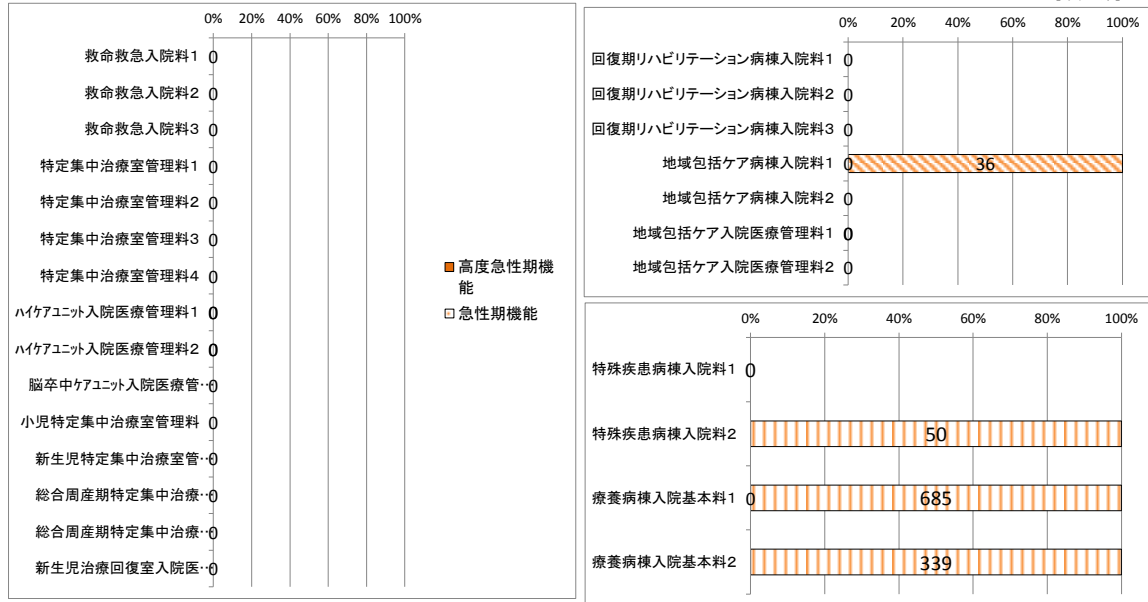 0% 20% 40% 60% 80% 100%
救命救急入院料1 0
救命救急入院料2 0
救命救急入院料3 0
特定集中治療室管理料1 0
特定集中治療室管理料2 0
特定集中治療室管理料3 0
特定集中治療室管理料4 0
ﾊｲｹｱﾕﾆｯﾄ入院医療管理料1 0
ﾊｲｹｱﾕﾆｯﾄ入院医療管理料2 0
脳卒中ｹｱﾕﾆｯﾄ入院医療管… 0
小児特定集中治療室管理料 0
新生児特定集中治療室管… 0
総合周産期特定集中治療… 0
総合周産期特定集中治療… 0
新生児治療回復室入院医… 0
高度急性期機
能
急性期機能
0% 20% 40% 60% 80% 100%
回復期リハビリテーション病棟入院料1 0
回復期リハビリテーション病棟入院料2 0
回復期リハビリテーション病棟入院料3 0
地域包括ケア病棟入院料1 0 36
地域包括ケア病棟入院料2 0
地域包括ケア入院医療管理料1 0
地域包括ケア入院医療管理料2 0
0% 20% 40% 60% 80% 100%
特殊疾患病棟入院料1 0
特殊疾患病棟入院料2 50
療養病棟入院基本料1 0 685
療養病棟入院基本料2 339